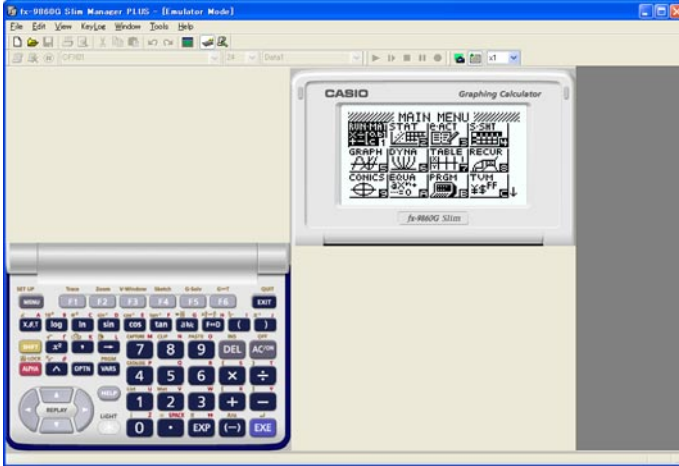 fx-9860G Slim Manager PLUS - [Emulator Mode]
File Edit View KeyLog Window Tools Help
x1
CASIO Graphing Calculator
MAIN MENU
RUN·MAT STAT e·ACT S·SHT
GRAPH DYNA TABLE RECUR
CONICS EQUA PRGM TVM
fx-9860G Slim
SET UP Trace Zoom V-Window Sketch G-Solv G↔T QUIT
MENU F1 F2 F3 F4 F5 F6 EXIT
X,θ,T log ln sin cos tan F↔D ( )
SHIFT x² , → 7 8 9 DEL AC/ON
ALPHA ^ OPTN VARS 4 5 6 × ÷
REPLAY HELP 1 2 3 + −
LIGHT 0 · EXP (−) EXE